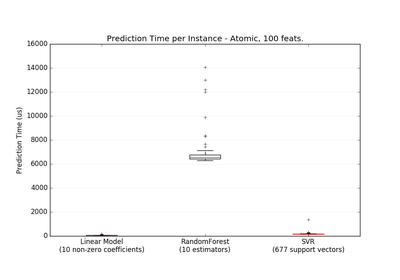 Prediction Time per Instance - Atomic, 100 feats.
16000
14000
12000
10000
8000
6000
4000
2000
0
Prediction Time (us)
Linear Model
(10 non-zero coefficients)
RandomForest
(10 estimators)
SVR
(677 support vectors)